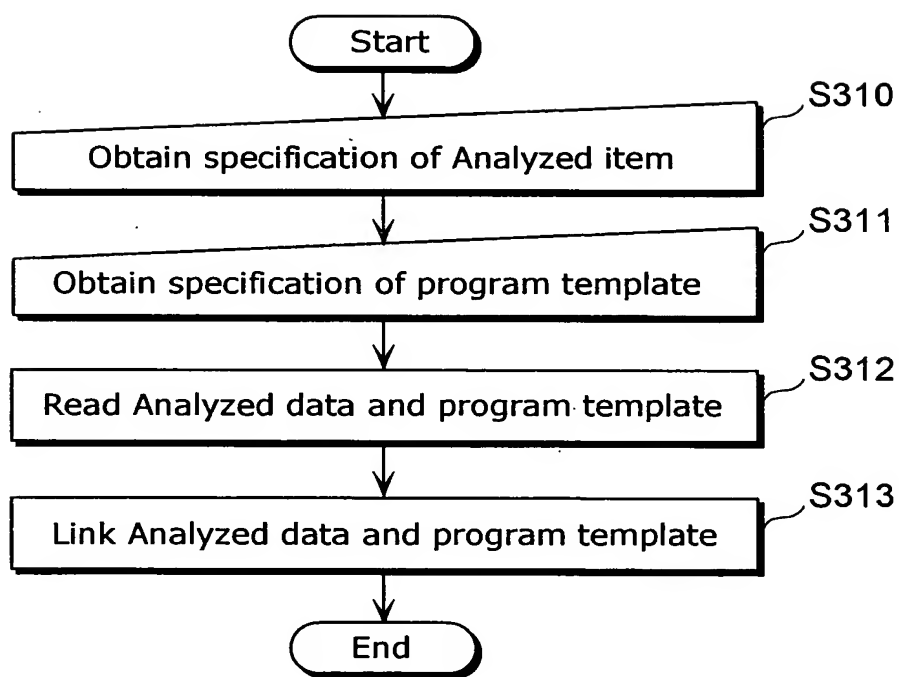 Start
S310
Obtain specification of Analyzed item
S311
Obtain specification of program template
S312
Read Analyzed data and program template
S313
Link Analyzed data and program template
End